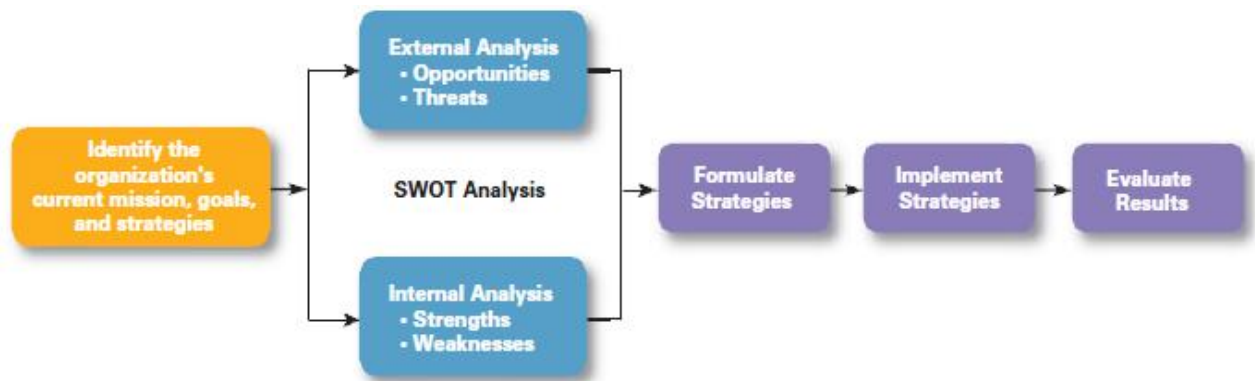 Identify the
organization's
current mission, goals,
and strategies
External Analysis
• Opportunities
• Threats
SWOT Analysis
Internal Analysis
• Strengths
• Weaknesses
Formulate
Strategies
Implement
Strategies
Evaluate
Results